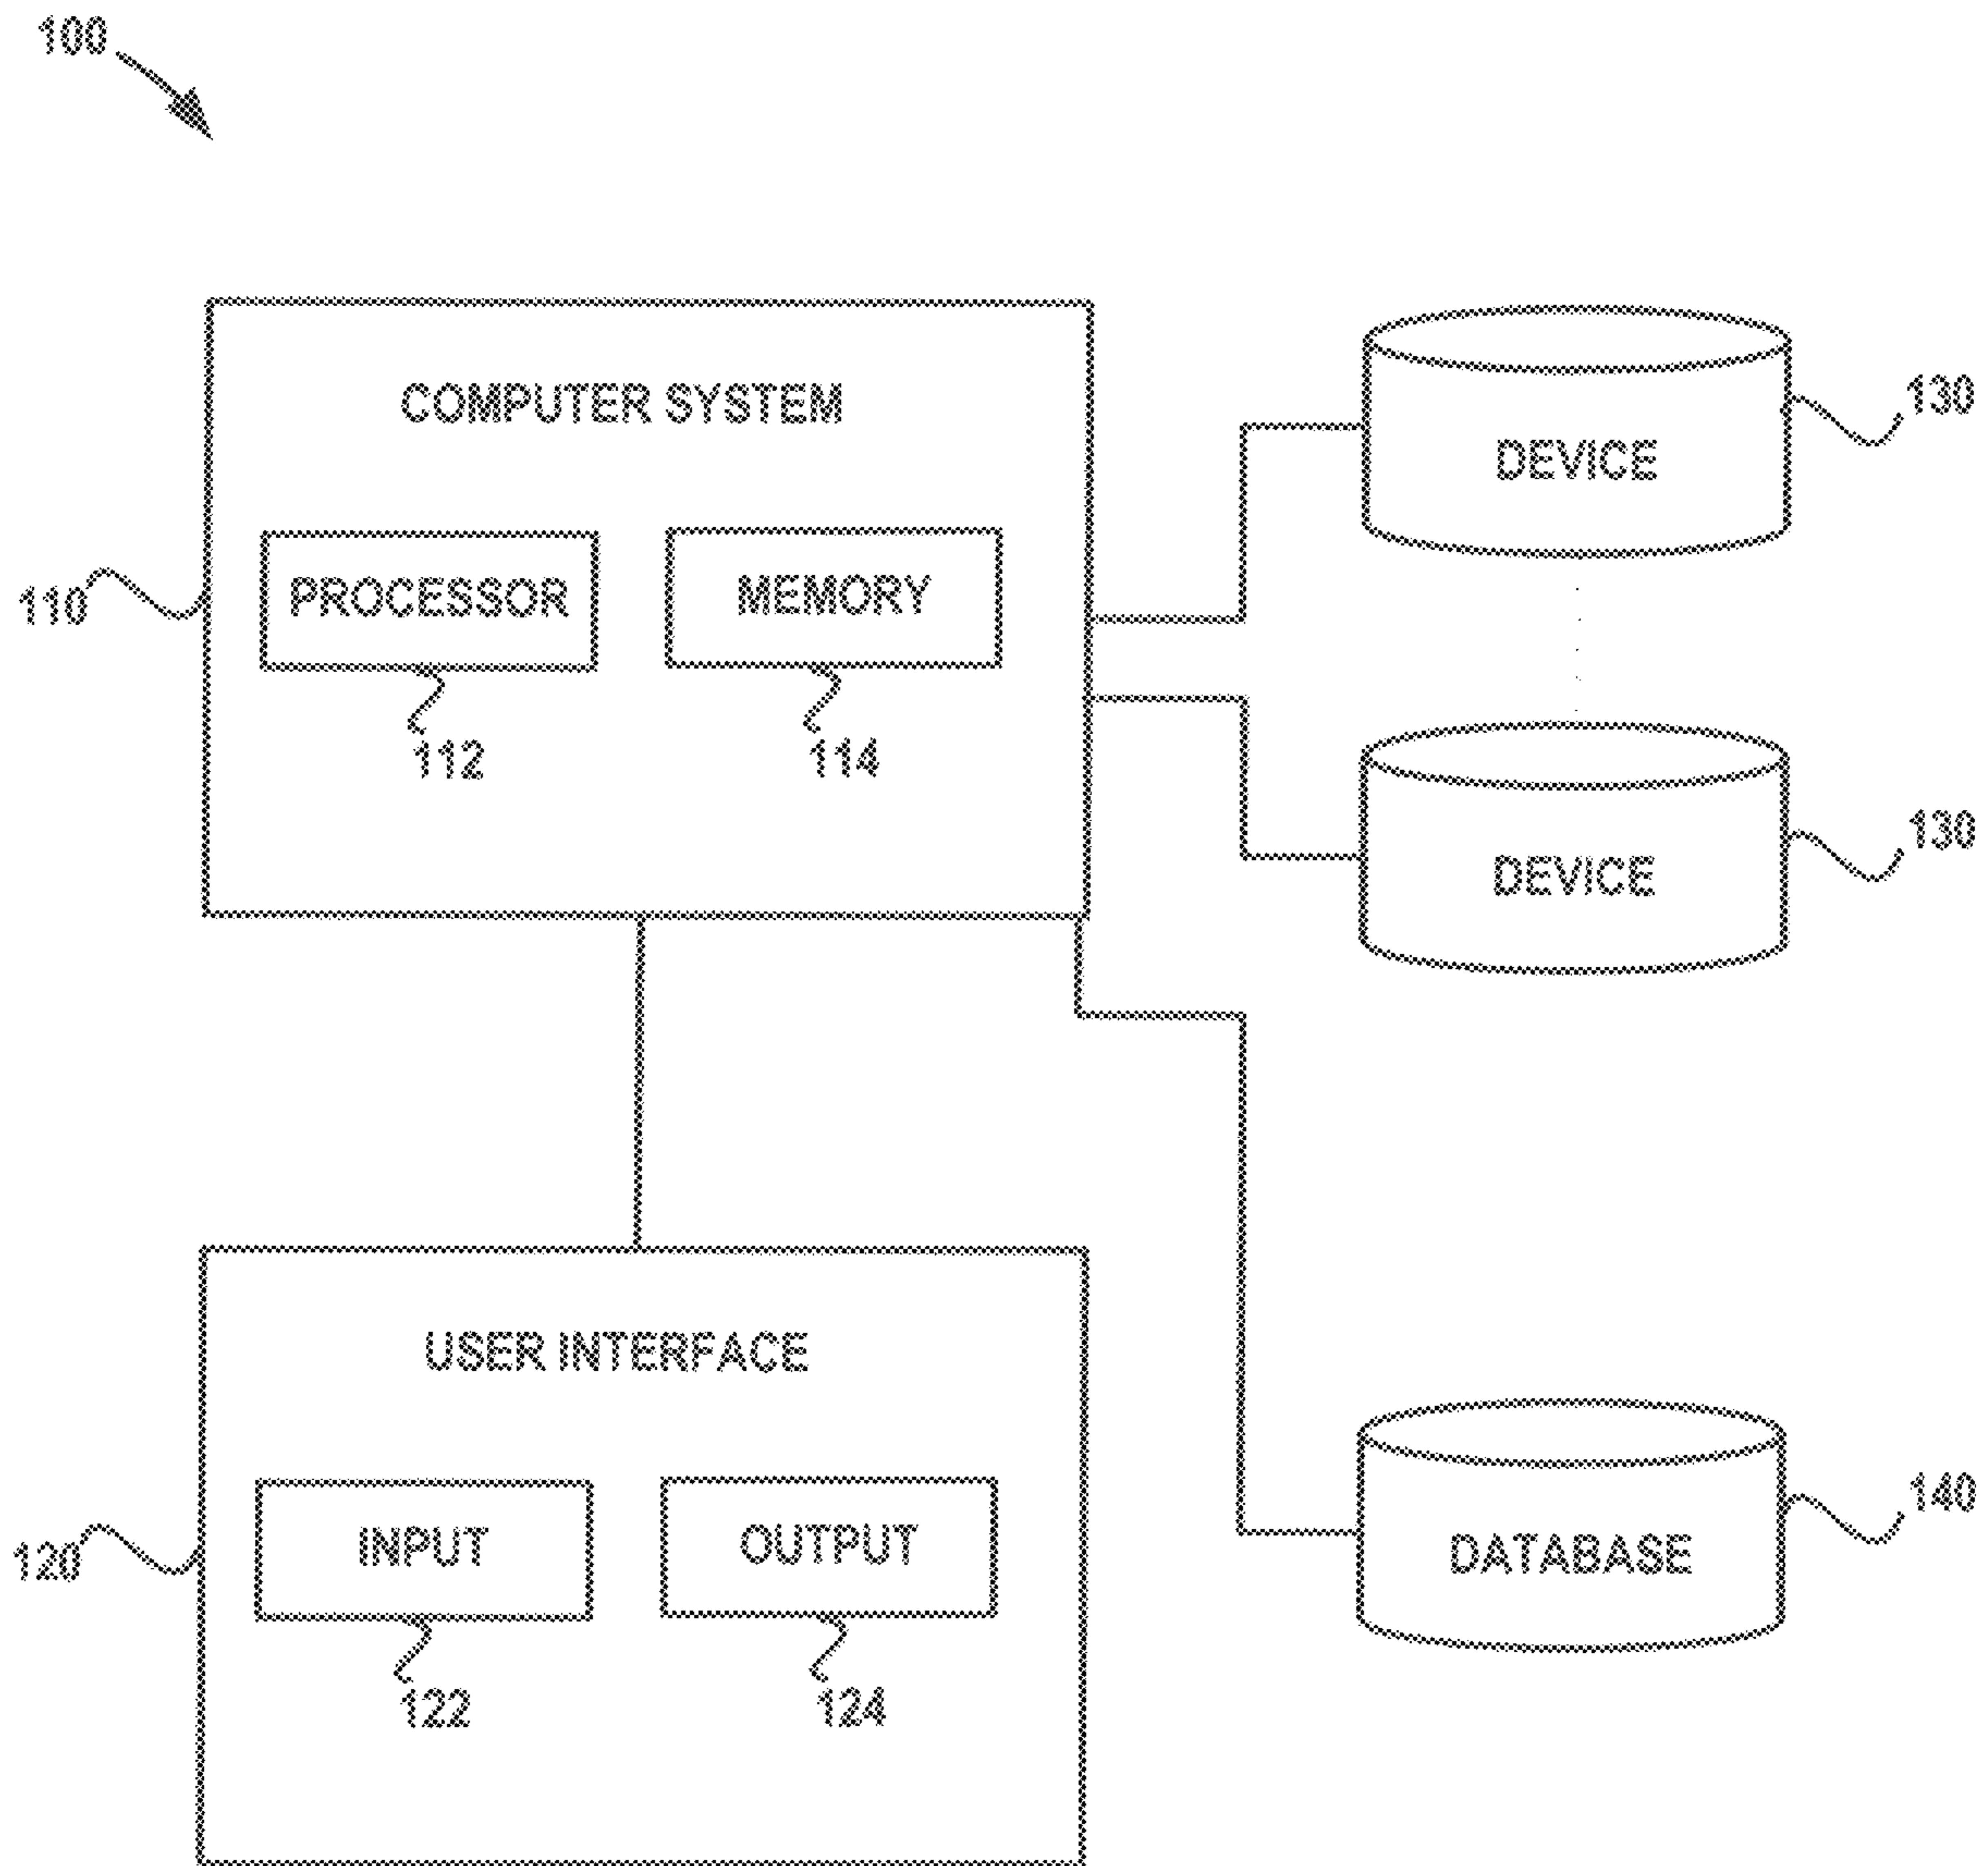 100
COMPUTER SYSTEM
130
DEVICE
PROCESSOR
MEMORY
110
112
114
130
DEVICE
USER INTERFACE
140
INPUT
OUTPUT
DATABASE
120
122
124